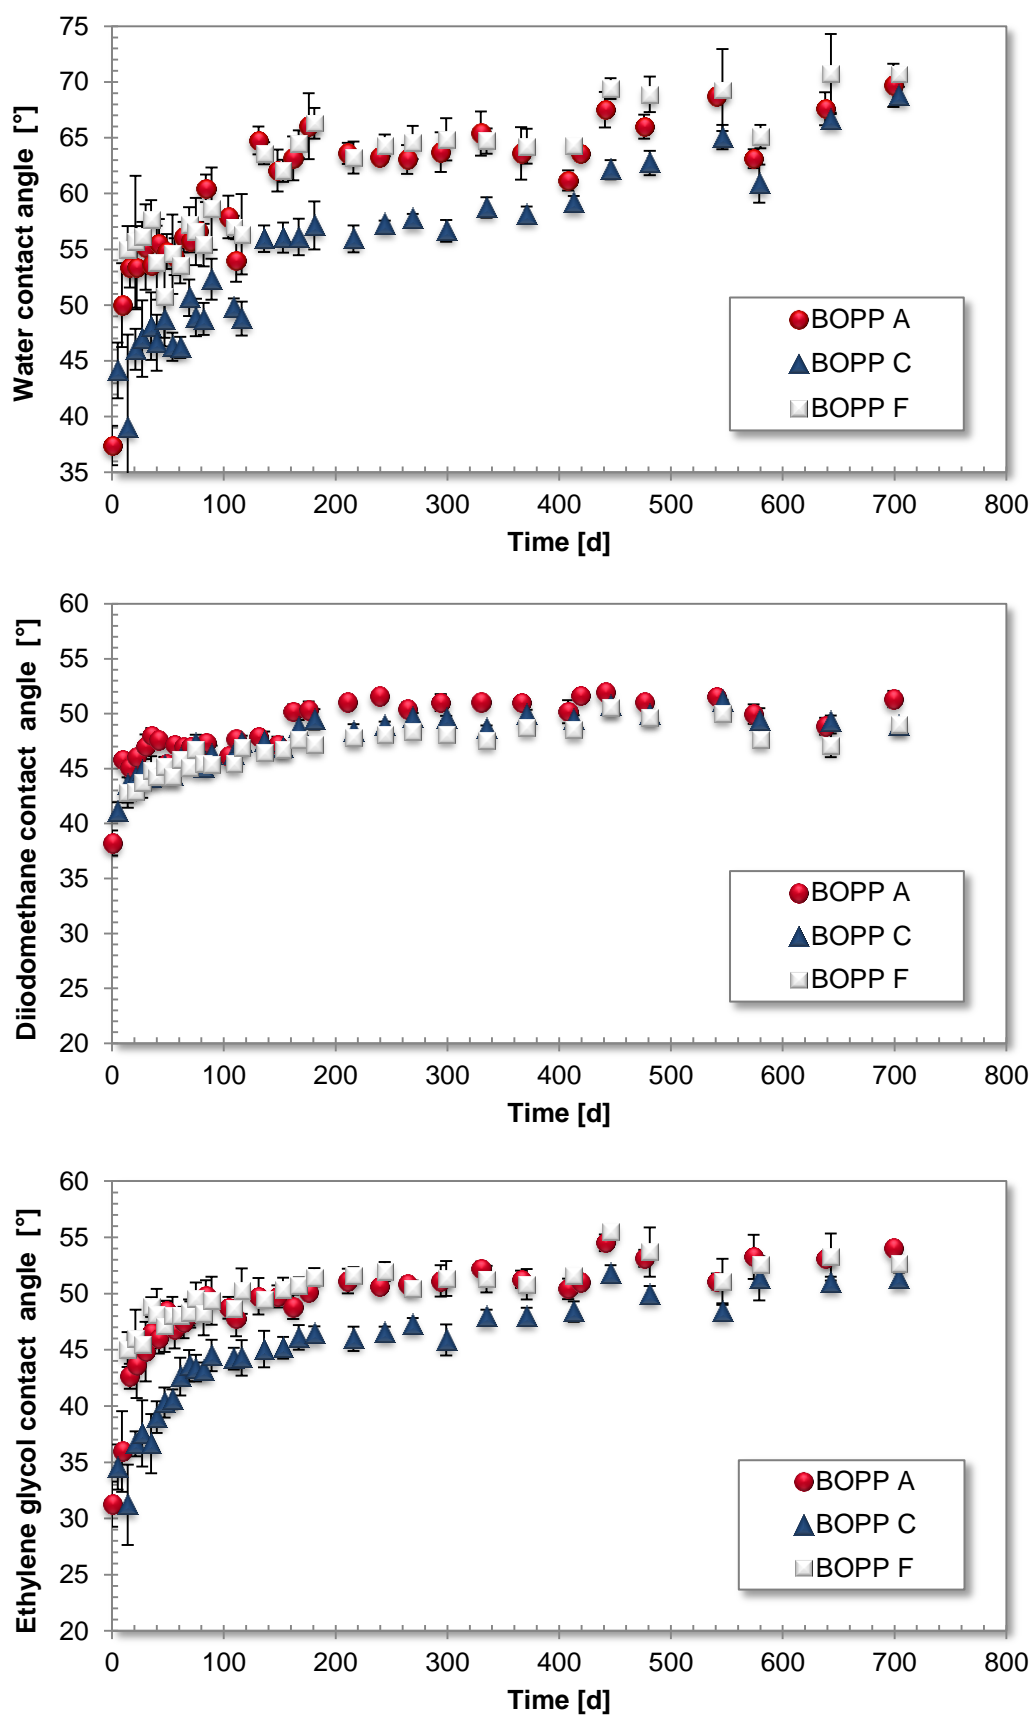 Water contact angle [°]
75
70
65
60
55
50
45
40
35
BOPP A
BOPP C
BOPP F
0 100 200 300 400 500 600 700 800
Time [d]
Diiodomethane contact angle [°]
60
55
50
45
40
35
30
25
20
BOPP A
BOPP C
BOPP F
0 100 200 300 400 500 600 700 800
Time [d]
Ethylene glycol contact angle [°]
60
55
50
45
40
35
30
25
20
BOPP A
BOPP C
BOPP F
0 100 200 300 400 500 600 700 800
Time [d]